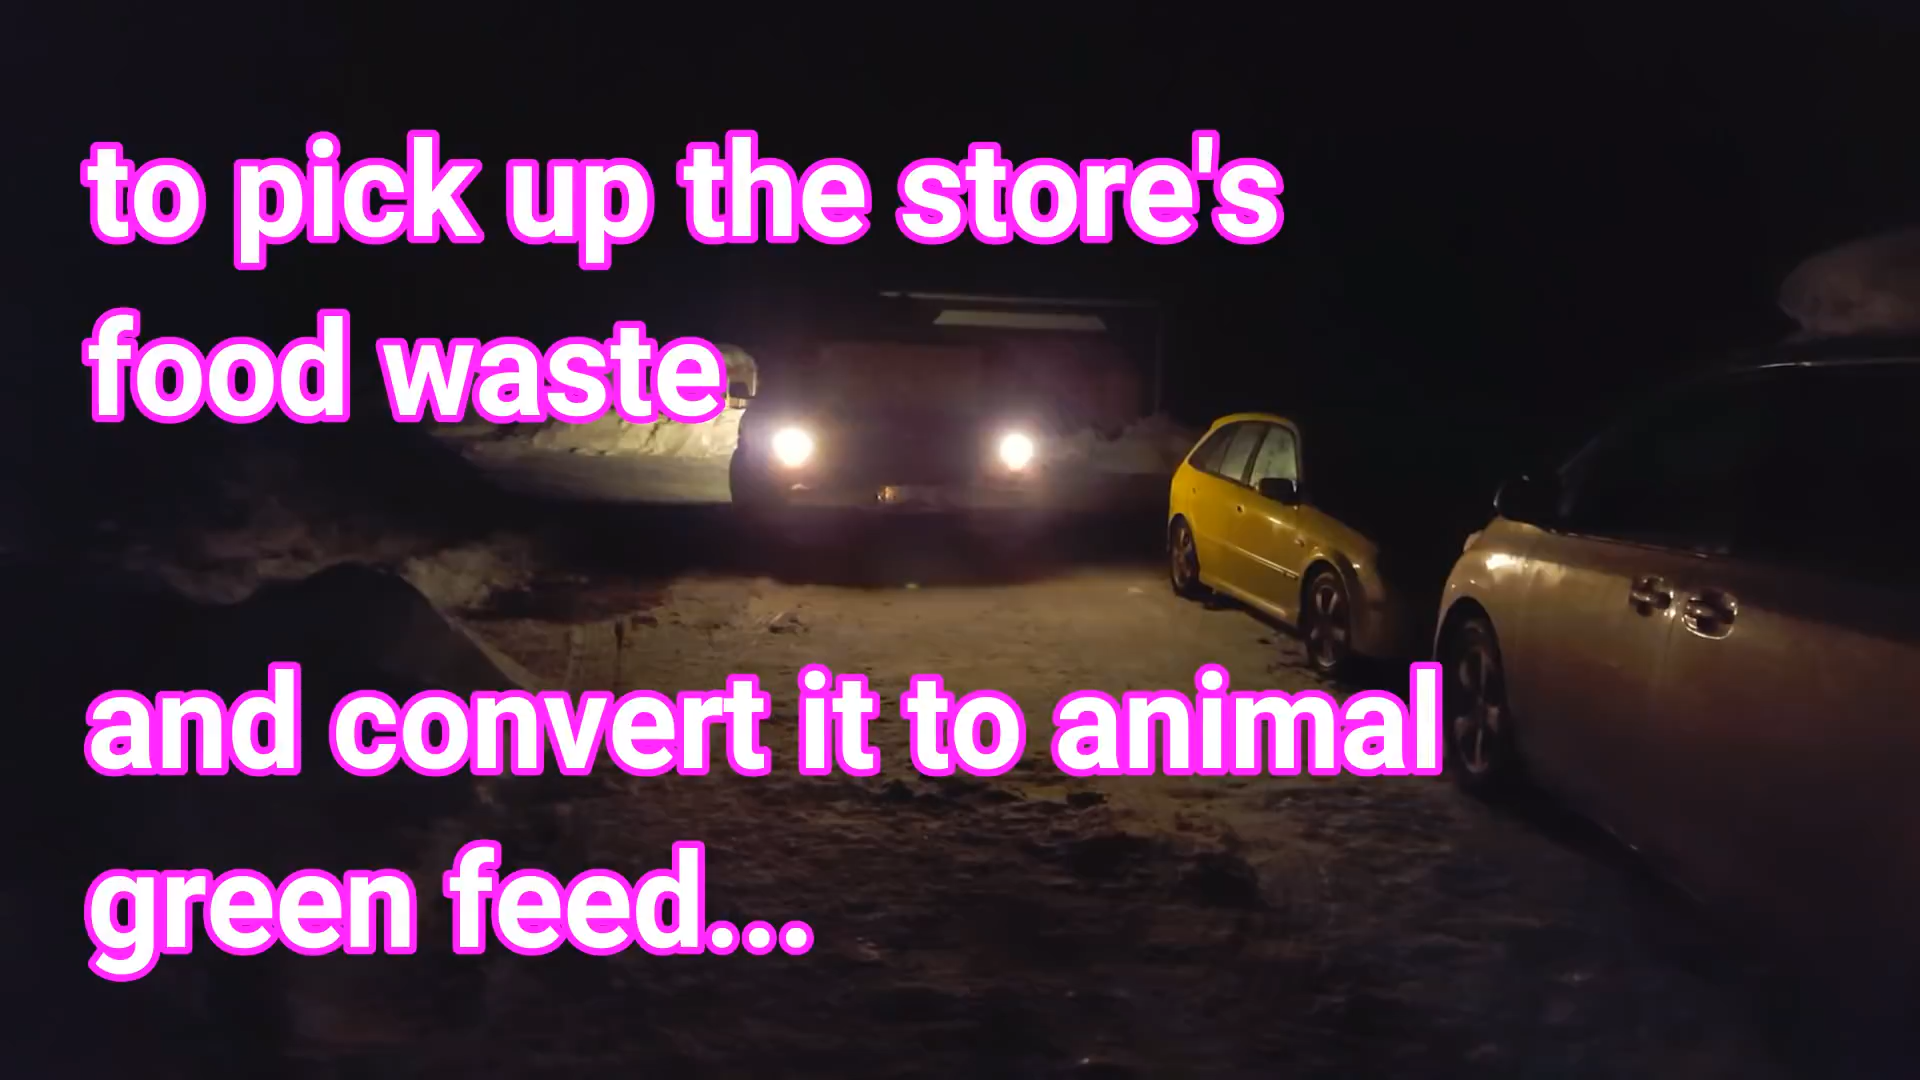 to pick up the store's
food waste
and convert it to animal
green feed...